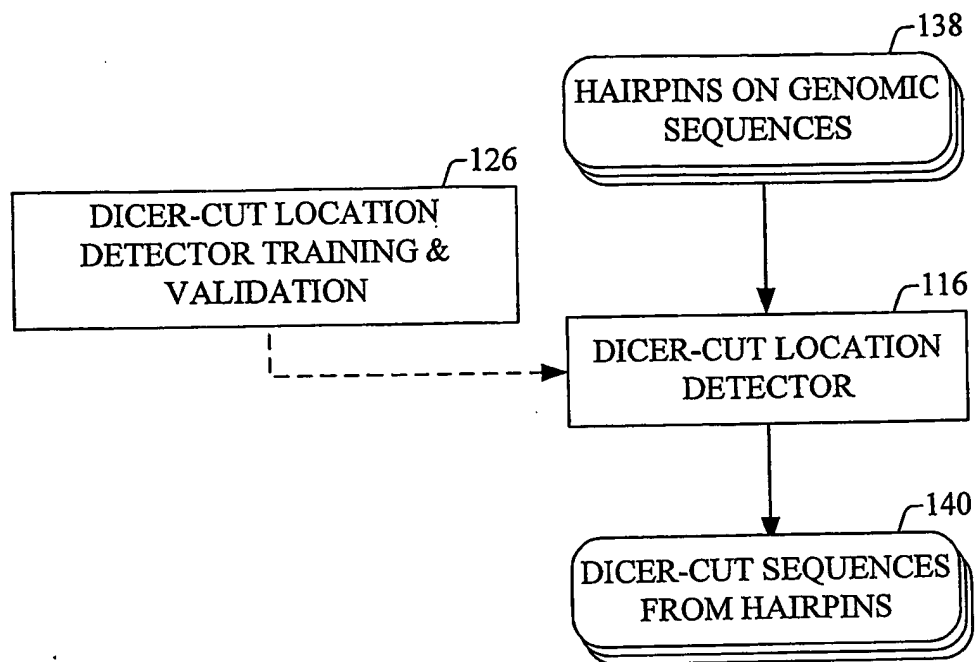 138
HAIRPINS ON GENOMIC
SEQUENCES
126
DICER-CUT LOCATION
DETECTOR TRAINING &
VALIDATION
116
DICER-CUT LOCATION
DETECTOR
140
DICER-CUT SEQUENCES
FROM HAIRPINS